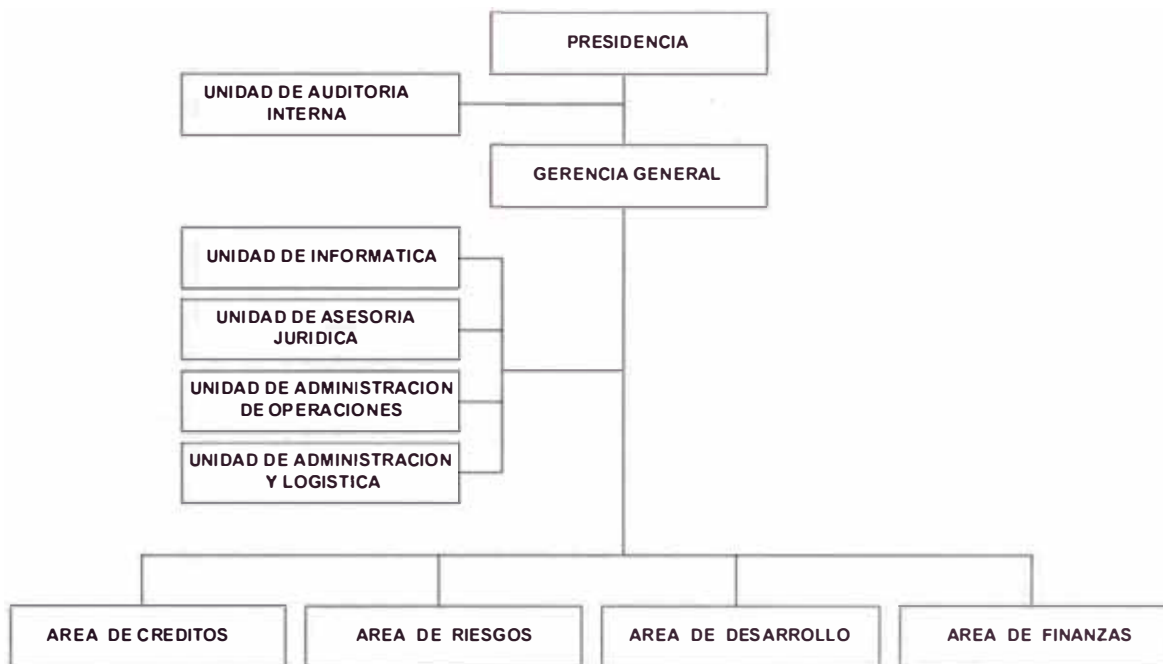 PRESIDENCIA
UNIDAD DE AUDITORIA
INTERNA
GERENCIA GENERAL
UNIDAD DE INFORMATICA
UNIDAD DE ASESORIA
JURIDICA
UNIDAD DE ADMINISTRACION
DE OPERACIONES
UNIDAD DE ADMINISTRACION
Y LOGISTICA
AREA DE CREDITOS
AREA DE RIESGOS
AREA DE DESARROLLO
AREA DE FINANZAS